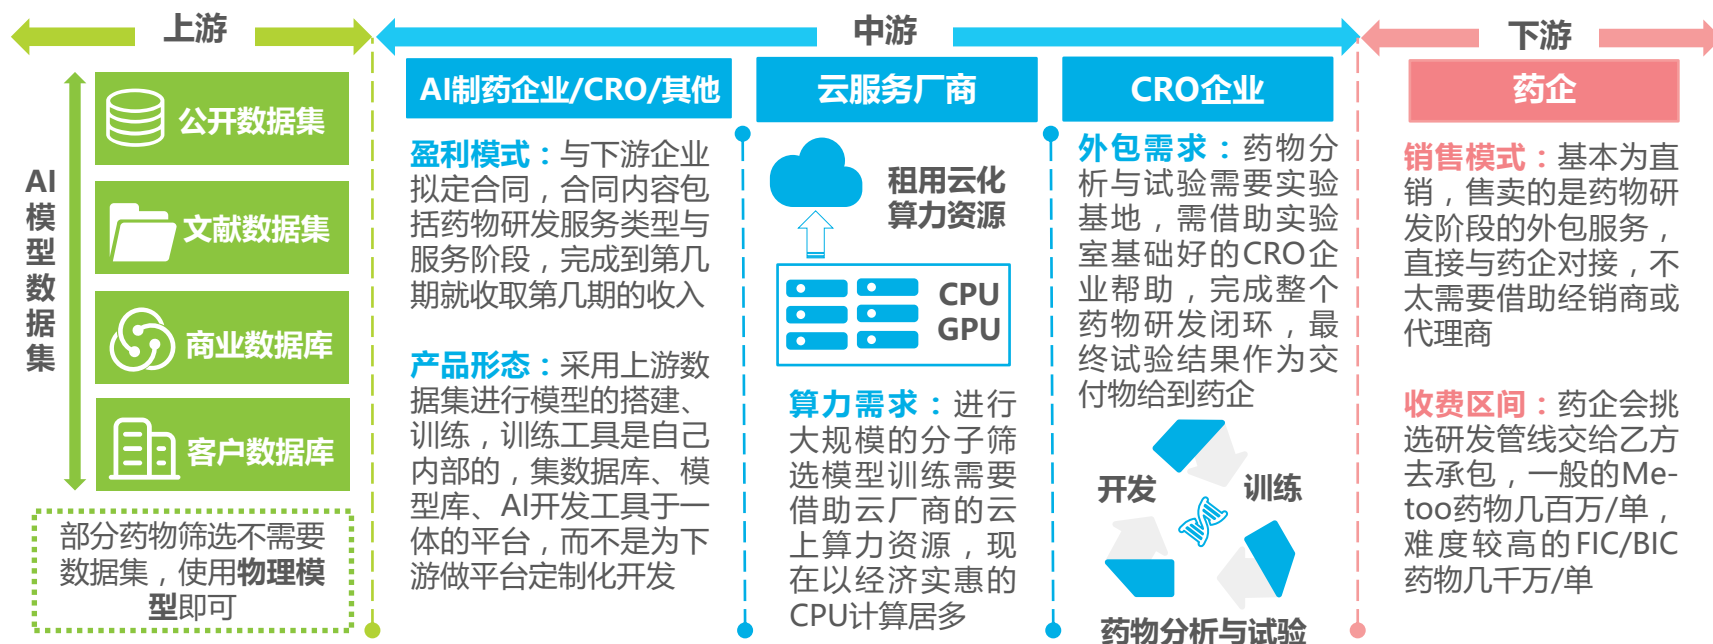 上游
中游
下游
AI模型数据集
公开数据集
文献数据集
商业数据库
客户数据库
部分药物筛选不需要
数据集，使用物理模
型即可
AI制药企业/CRO/其他
盈利模式：与下游企业
拟定合同，合同内容包
括药物研发服务类型与
服务阶段，完成到第几
期就收取第几期的收入
产品形态：采用上游数
据集进行模型的搭建、
训练，训练工具是自己
内部的，集数据库、模
型库、AI开发工具于一
体的平台，而不是为下
游做平台定制化开发
云服务厂商
租用云化
算力资源
CPU
GPU
算力需求：进行
大规模的分子筛
选模型训练需要
借助云厂商的云
上算力资源，现
在以经济实惠的
CPU计算居多
CRO企业
外包需求：药物分
析与试验需要实验
基地，需借助实验
室基础好的CRO企
业帮助，完成整个
药物研发闭环，最
终试验结果作为交
付物给到药企
开发
训练
药物分析与试验
药企
销售模式：基本为直
销，售卖的是药物研
发阶段的外包服务，
直接与药企对接，不
太需要借助经销商或
代理商
收费区间：药企会挑
选研发管线交给乙方
去承包，一般的Me-
too药物几百万/单，
难度较高的FIC/BIC
药物几千万/单